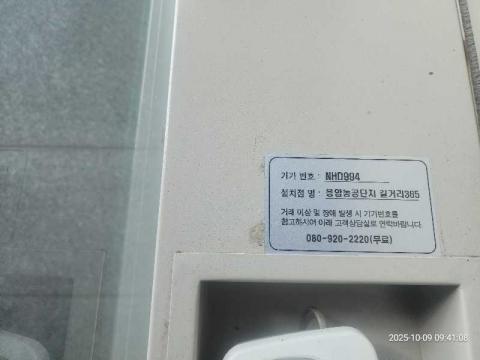 기기 번호 : NHD994
설치점 명 : 용암농공단지 길거리365
거래 이상 및 장애 발생 시 기기번호를
참고하시어 아래 고객상담실로 연락바랍니다.
080-920-2220(무료)
2025-10-09 09:41:08